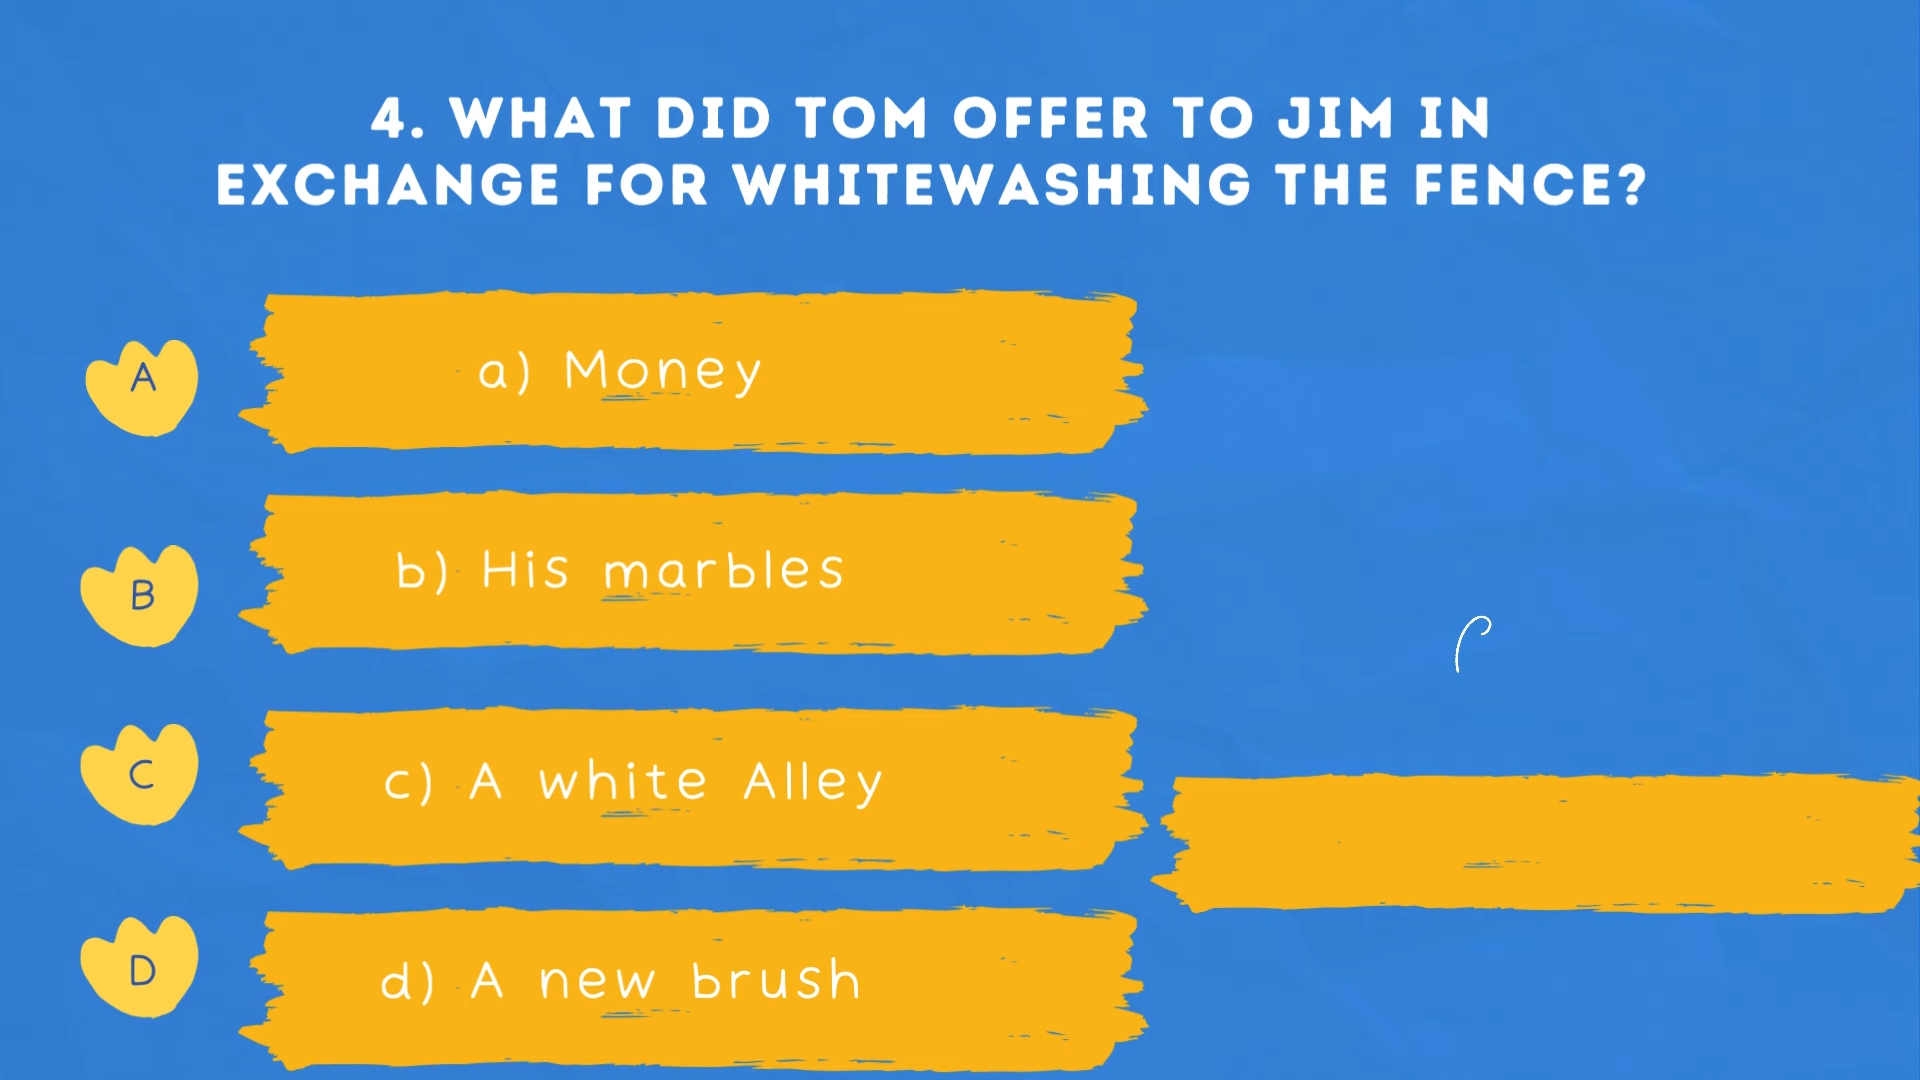 4. WHAT DID TOM OFFER TO JIM IN
EXCHANGE FOR WHITEWASHING THE FENCE?
A
a) Money
B
b) His marbles
C
c) A white Alley
D
d) A new brush